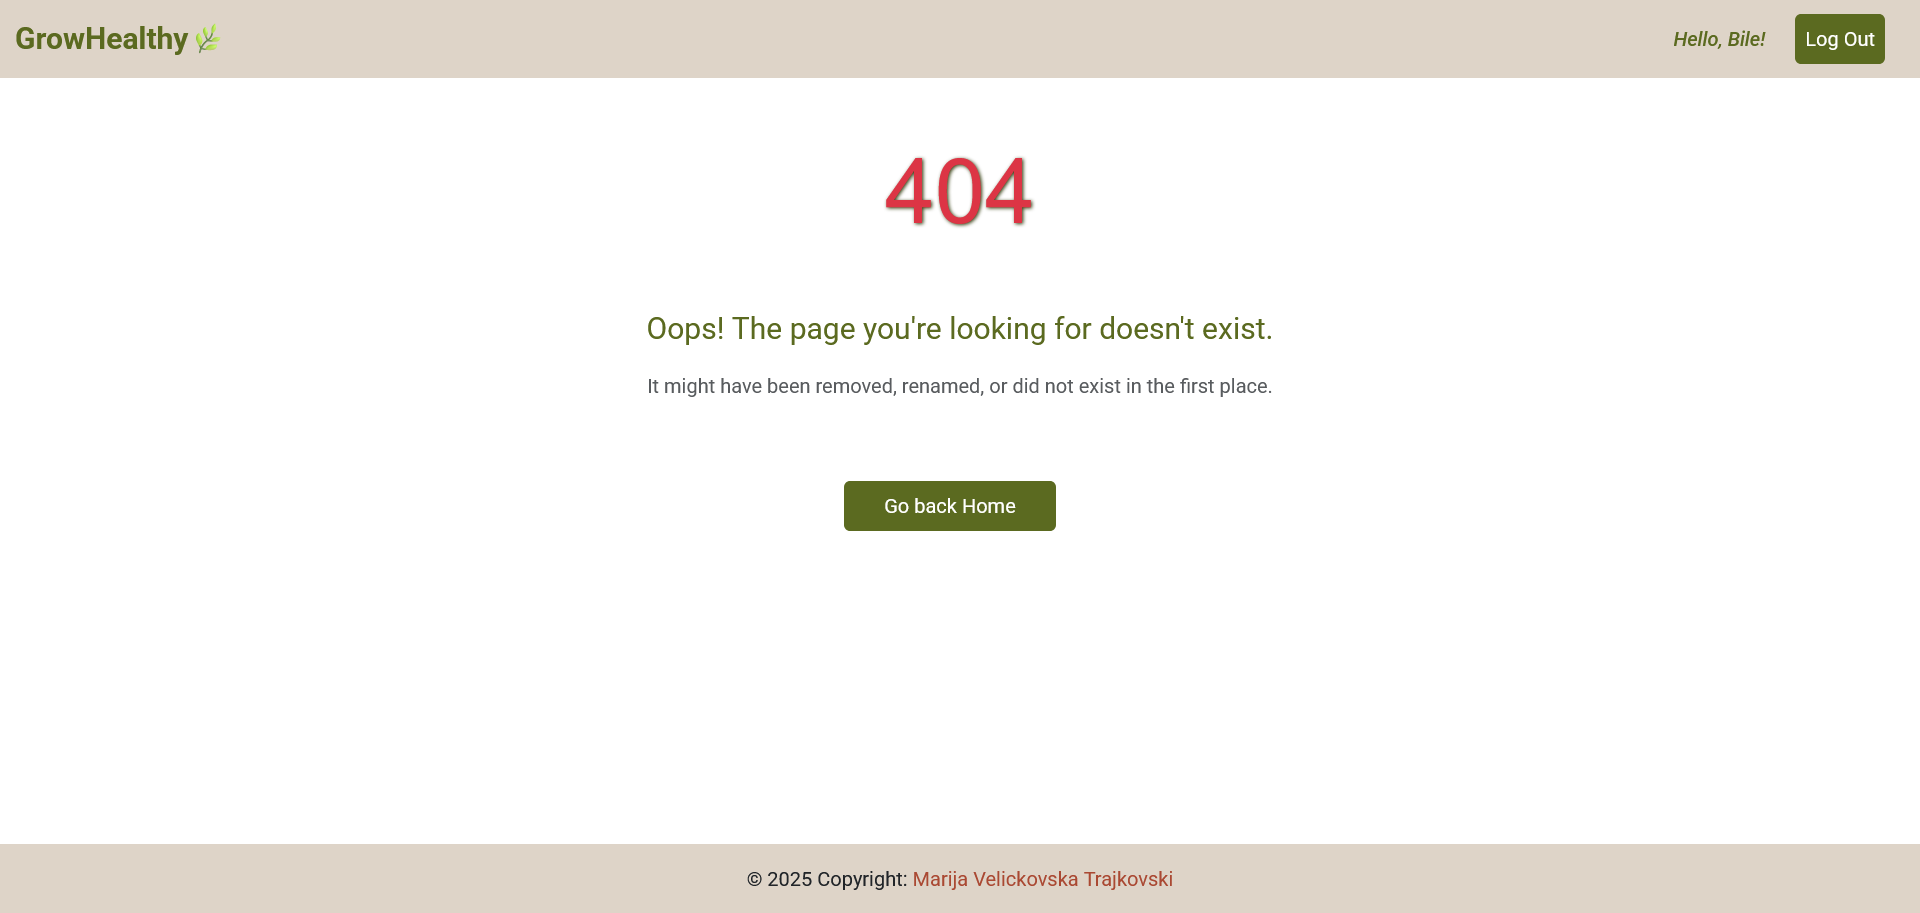 GrowHealthy
Hello, Bile!
Log Out
404
Oops! The page you're looking for doesn't exist.
It might have been removed, renamed, or did not exist in the first place.
Go back Home
© 2025 Copyright: Marija Velickovska Trajkovski